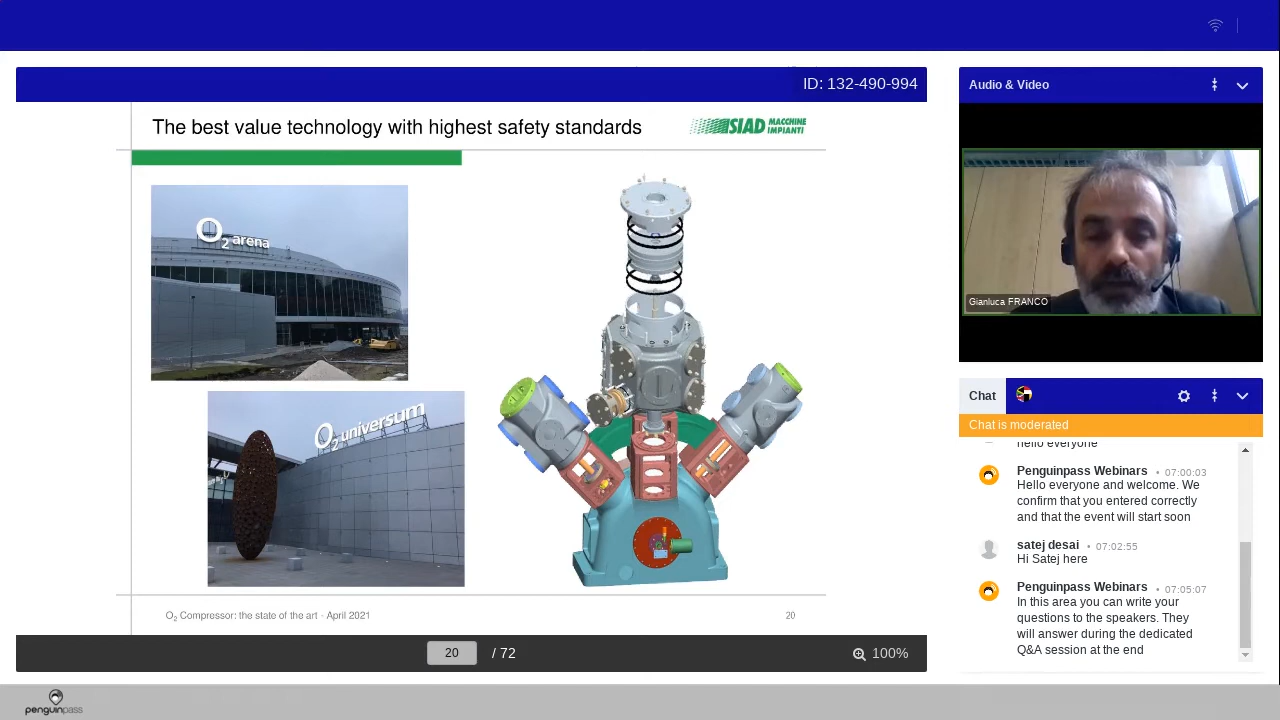 ID: 132-490-994
The best value technology with highest safety standards
SIAD MACCHINE
IMPIANTI
O2 arena
O2 universum
O2 Compressor: the state of the art - April 2021
20
20 / 72
100%
Audio & Video
Gianluca FRANCO
Chat
Chat is moderated
hello everyone
Penguinpass Webinars • 07:00:03
Hello everyone and welcome. We
confirm that you entered correctly
and that the event will start soon
satej desai • 07:02:55
Hi Satej here
Penguinpass Webinars • 07:05:07
In this area you can write your
questions to the speakers. They
will answer during the dedicated
Q&A session at the end
penguinpass